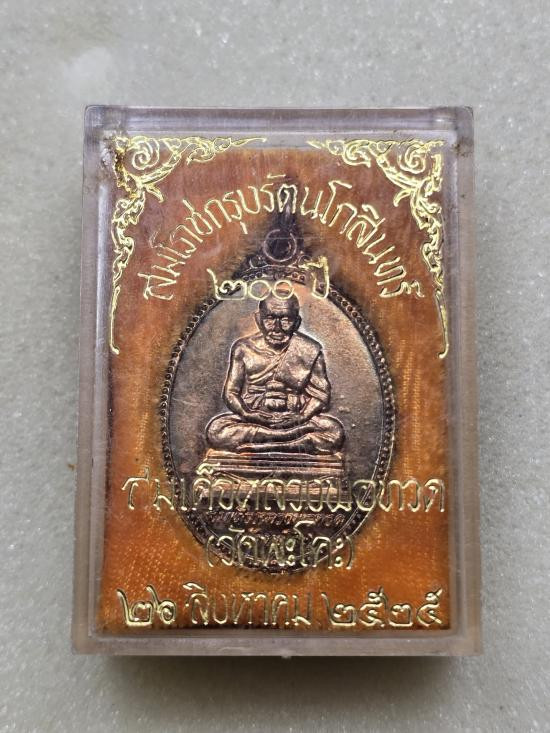 สมโภชกรุงรัตนโกสินทร์
๒๐๐ ปี
สมเด็จหลวงพ่อทวด
(วัดพะโคะ)
๒๑ สิงหาคม ๒๕๒๕